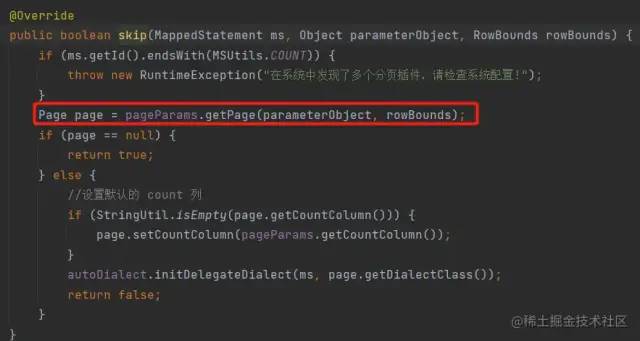 @Override
public boolean skip(MappedStatement ms, Object parameterObject, RowBounds rowBounds) {
    if (ms.getId().endsWith(MSUtils.COUNT)) {
        throw new RuntimeException("在系统中发现了多个分页插件，请检查系统配置!");
    }
    Page page = pageParams.getPage(parameterObject, rowBounds);
    if (page == null) {
        return true;
    } else {
        //设置默认的 count 列
        if (StringUtil.isEmpty(page.getCountColumn())) {
            page.setCountColumn(pageParams.getCountColumn());
        }
        autoDialect.initDelegateDialect(ms, page.getDialectClass());
        return false;
    }
}
@稀土掘金技术社区